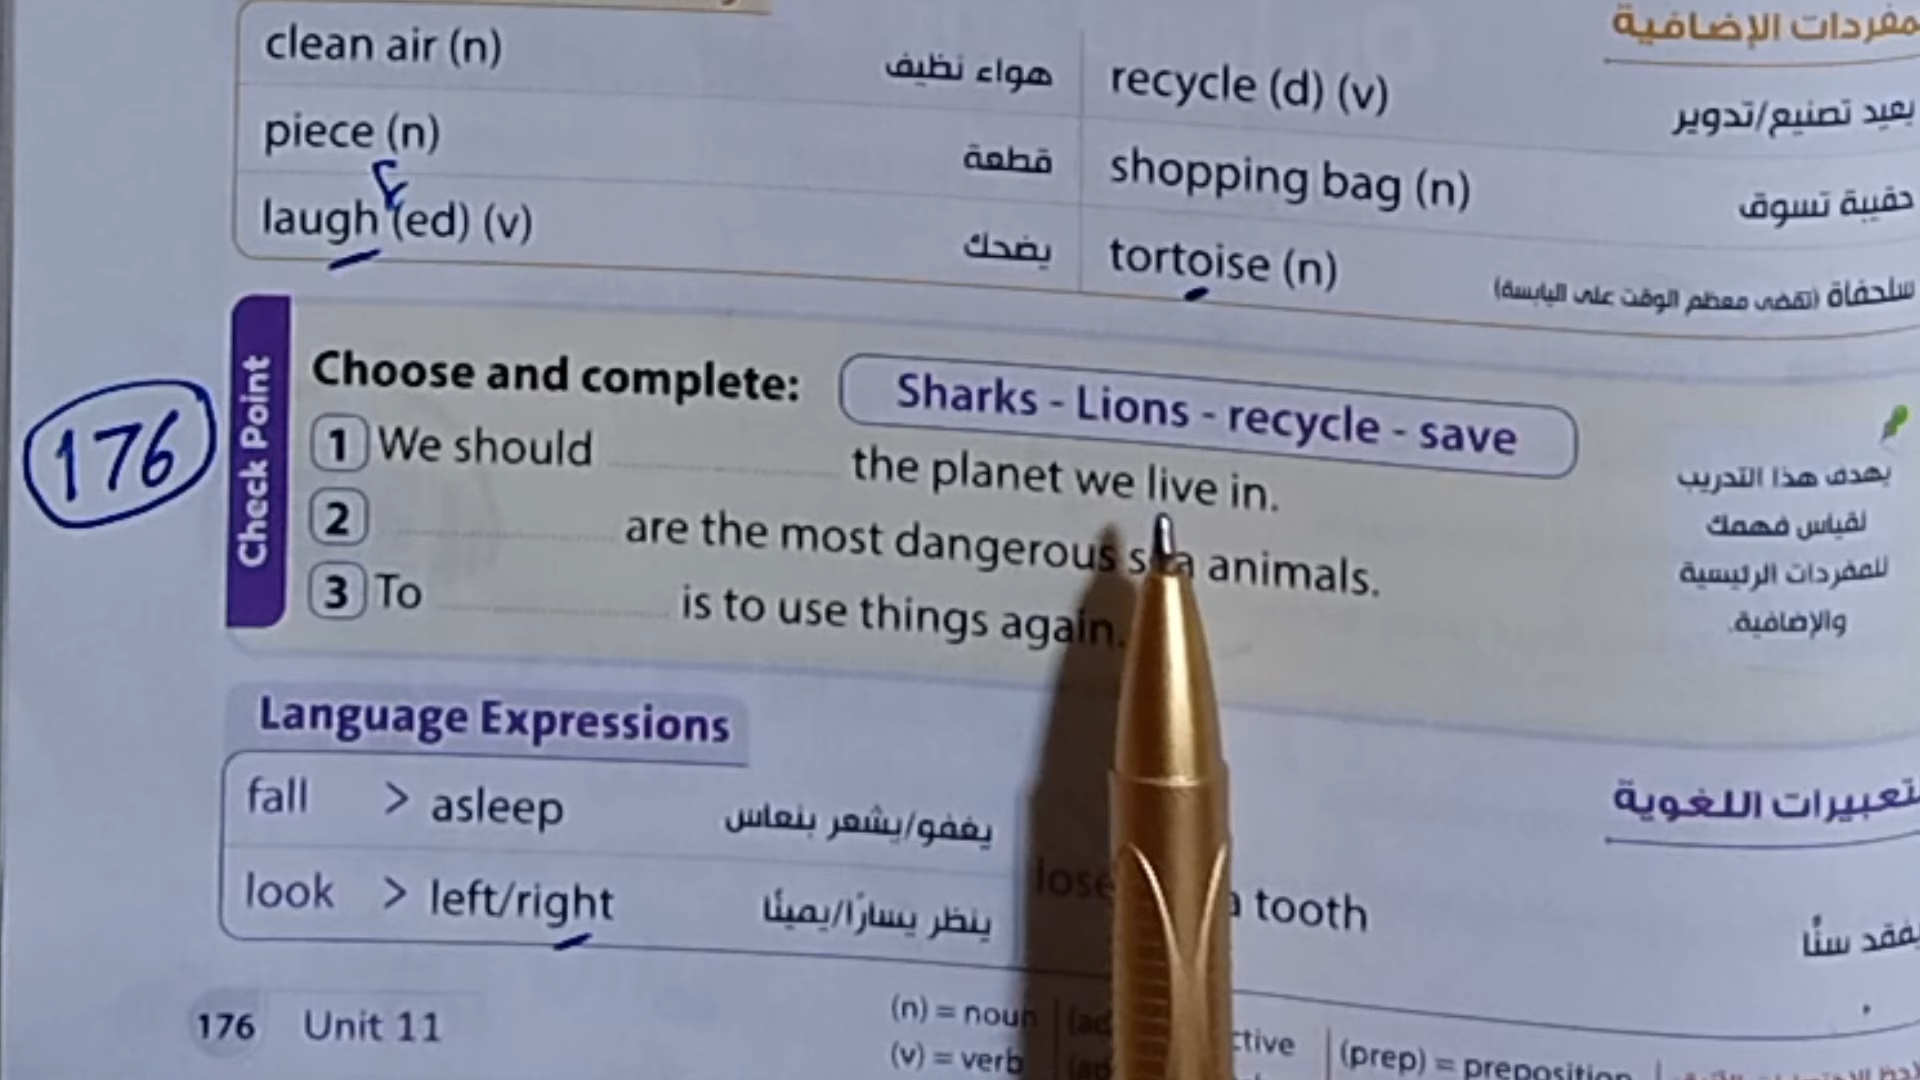 مفردات الإضافية
clean air (n) هواء نظيف recycle (d) (v) يعيد تصنيع/تدوير
piece (n) قطعة shopping bag (n) حقيبة تسوق
laugh (ed) (v) يضحك tortoise (n) سلحفاة (تقضى معظم الوقت على اليابسة)
ع
176
Check Point
Choose and complete: Sharks - Lions - recycle - save
1 We should the planet we live in.
2 are the most dangerous animals.
3 To is to use things again.
يهدف هذا التدريب
لقياس فهمك
للمفردات الرئيسية
والإضافية.
Language Expressions
تعبيرات اللغوية
fall > asleep يغفو/يشعر بنعاس
look > left/right ينظر يسارًا/يمينًا lose a tooth يفقد سنًا
176 Unit 11
(n) = noun
(v) = verb
(prep) = preposition